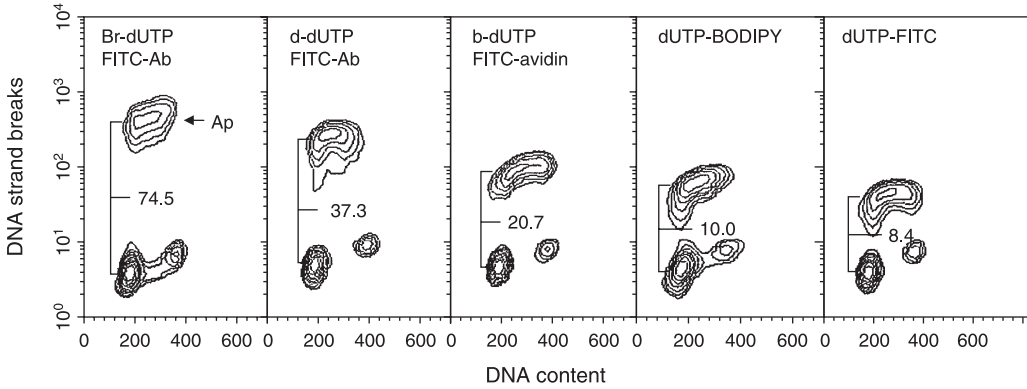 DNA strand breaks
10⁴
10³
10²
10¹
10⁰
Br-dUTP
FITC-Ab
Ap
74.5
d-dUTP
FITC-Ab
37.3
b-dUTP
FITC-avidin
20.7
dUTP-BODIPY
10.0
dUTP-FITC
8.4
0 200 400 600 0 200 400 600 0 200 400 600 0 200 400 600 0 200 400 600
DNA content